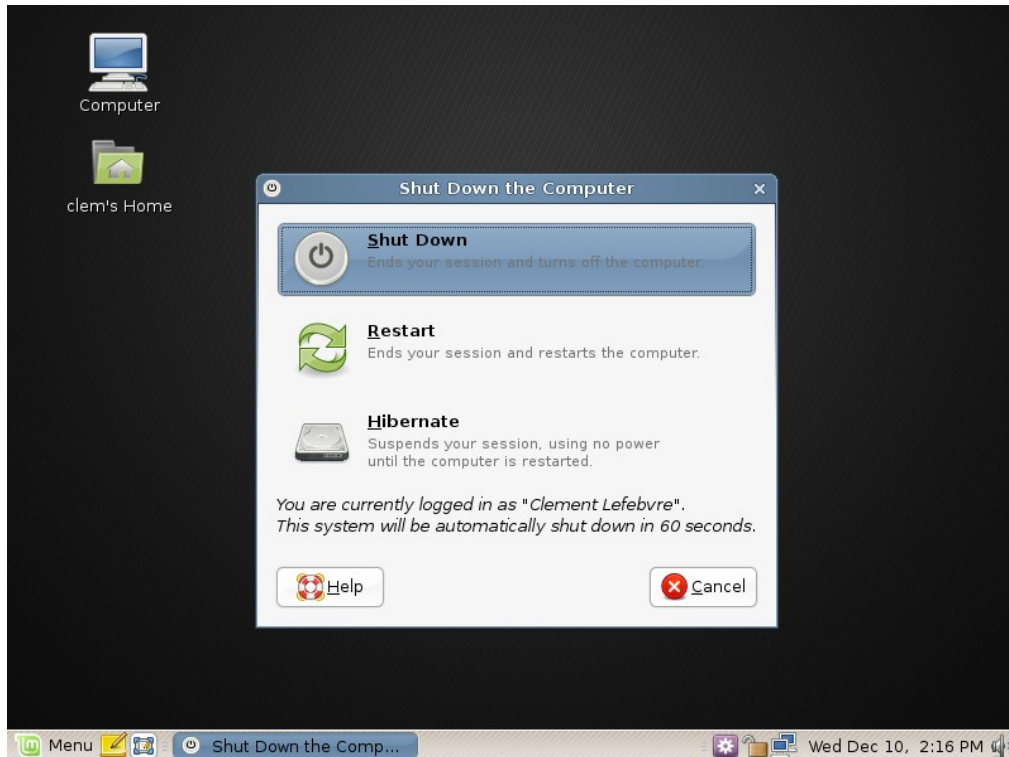 Computer
clem's Home
Shut Down the Computer
Shut Down
Ends your session and turns off the computer.
Restart
Ends your session and restarts the computer.
Hibernate
Suspends your session, using no power
until the computer is restarted.
You are currently logged in as "Clement Lefebvre".
This system will be automatically shut down in 60 seconds.
Help
Cancel
Menu
Shut Down the Comp...
Wed Dec 10, 2:16 PM